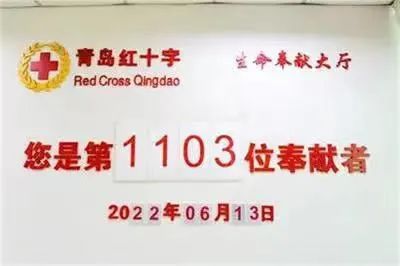 青岛红十字 生命奉献大厅
Red Cross Qingdao
您是第1103位奉献者
2022年06月13日